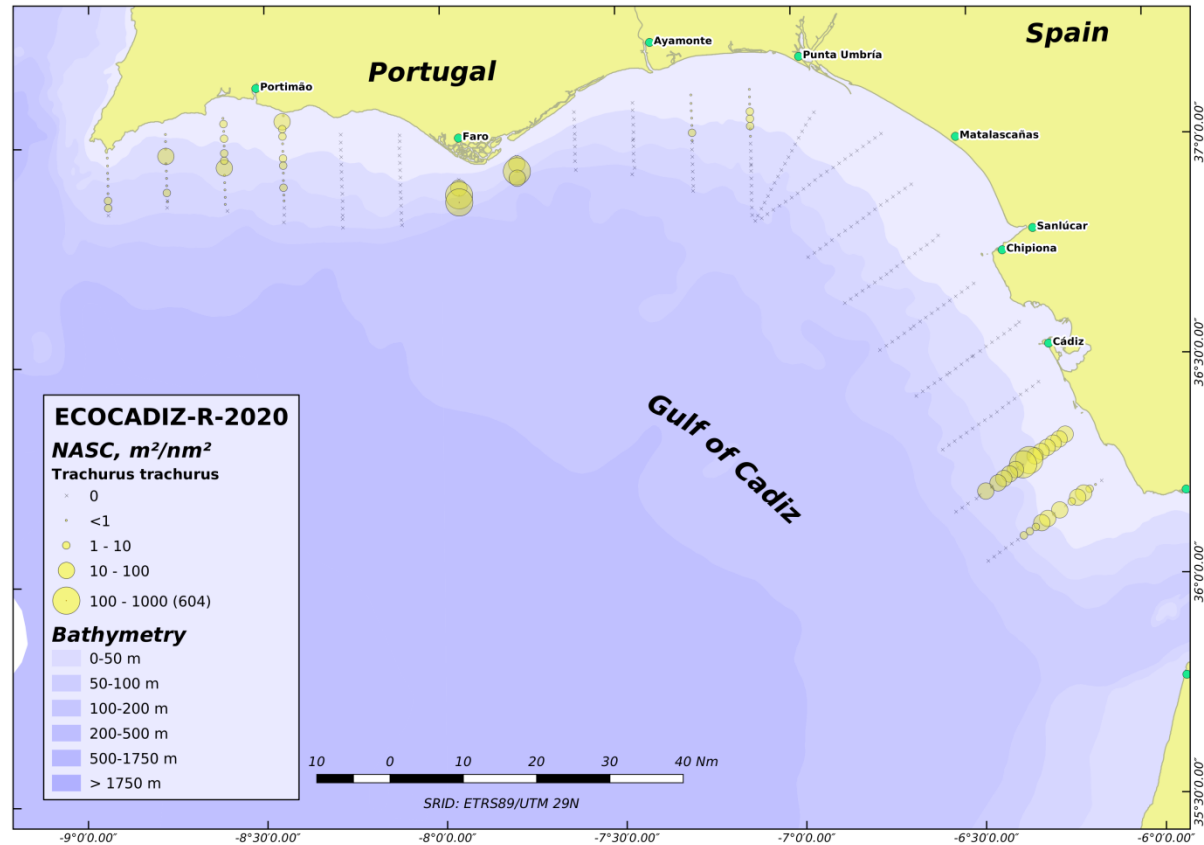 Spain
Ayamonte
Punta Umbría
Portugal
Portimão
Faro
Matalascañas
37°0'0.00"
Sanlúcar
Chipiona
Cádiz
36°30'0.00"
Gulf of Cadiz
ECOCADIZ-R-2020
NASC, m²/nm²
Trachurus trachurus
0
<1
1 - 10
10 - 100
100 - 1000 (604)
Bathymetry
0-50 m
50-100 m
100-200 m
200-500 m
500-1750 m
> 1750 m
36°0'0.00"
10 0 10 20 30 40 Nm
SRID: ETRS89/UTM 29N
35°30'0.00"
-9°0'0.00" -8°30'0.00" -8°0'0.00" -7°30'0.00" -7°0'0.00" -6°30'0.00" -6°0'0.00"